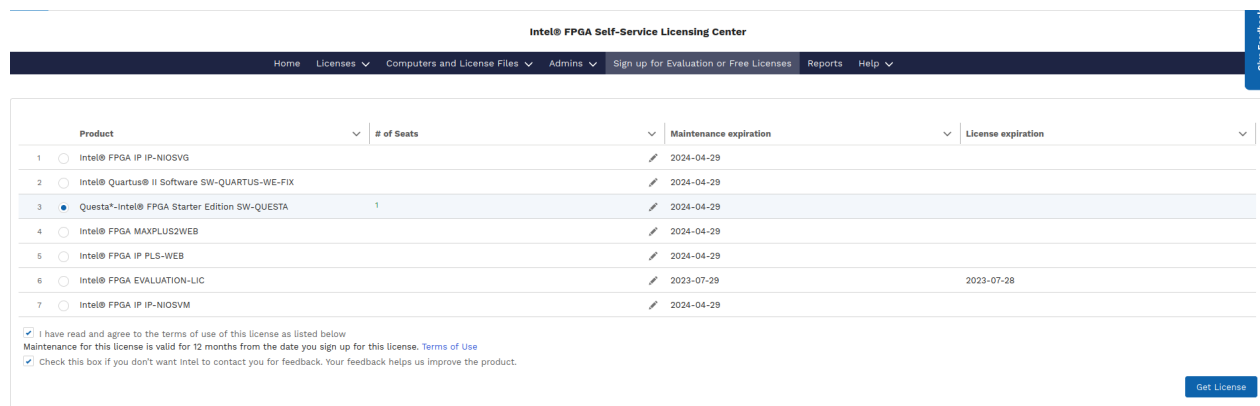 Intel® FPGA Self-Service Licensing Center
Home Licenses Computers and License Files Admins Sign up for Evaluation or Free Licenses Reports Help
Product # of Seats Maintenance expiration License expiration
1 Intel® FPGA IP IP-NIOSVG 2024-04-29
2 Intel® Quartus® II Software SW-QUARTUS-WE-FIX 2024-04-29
3 Questa*-Intel® FPGA Starter Edition SW-QUESTA 1 2024-04-29
4 Intel® FPGA MAXPLUS2WEB 2024-04-29
5 Intel® FPGA IP PLS-WEB 2024-04-29
6 Intel® FPGA EVALUATION-LIC 2023-07-29 2023-07-28
7 Intel® FPGA IP IP-NIOSVM 2024-04-29
I have read and agree to the terms of use of this license as listed below
Maintenance for this license is valid for 12 months from the date you sign up for this license. Terms of Use
Check this box if you don't want Intel to contact you for feedback. Your feedback helps us improve the product.
Get License